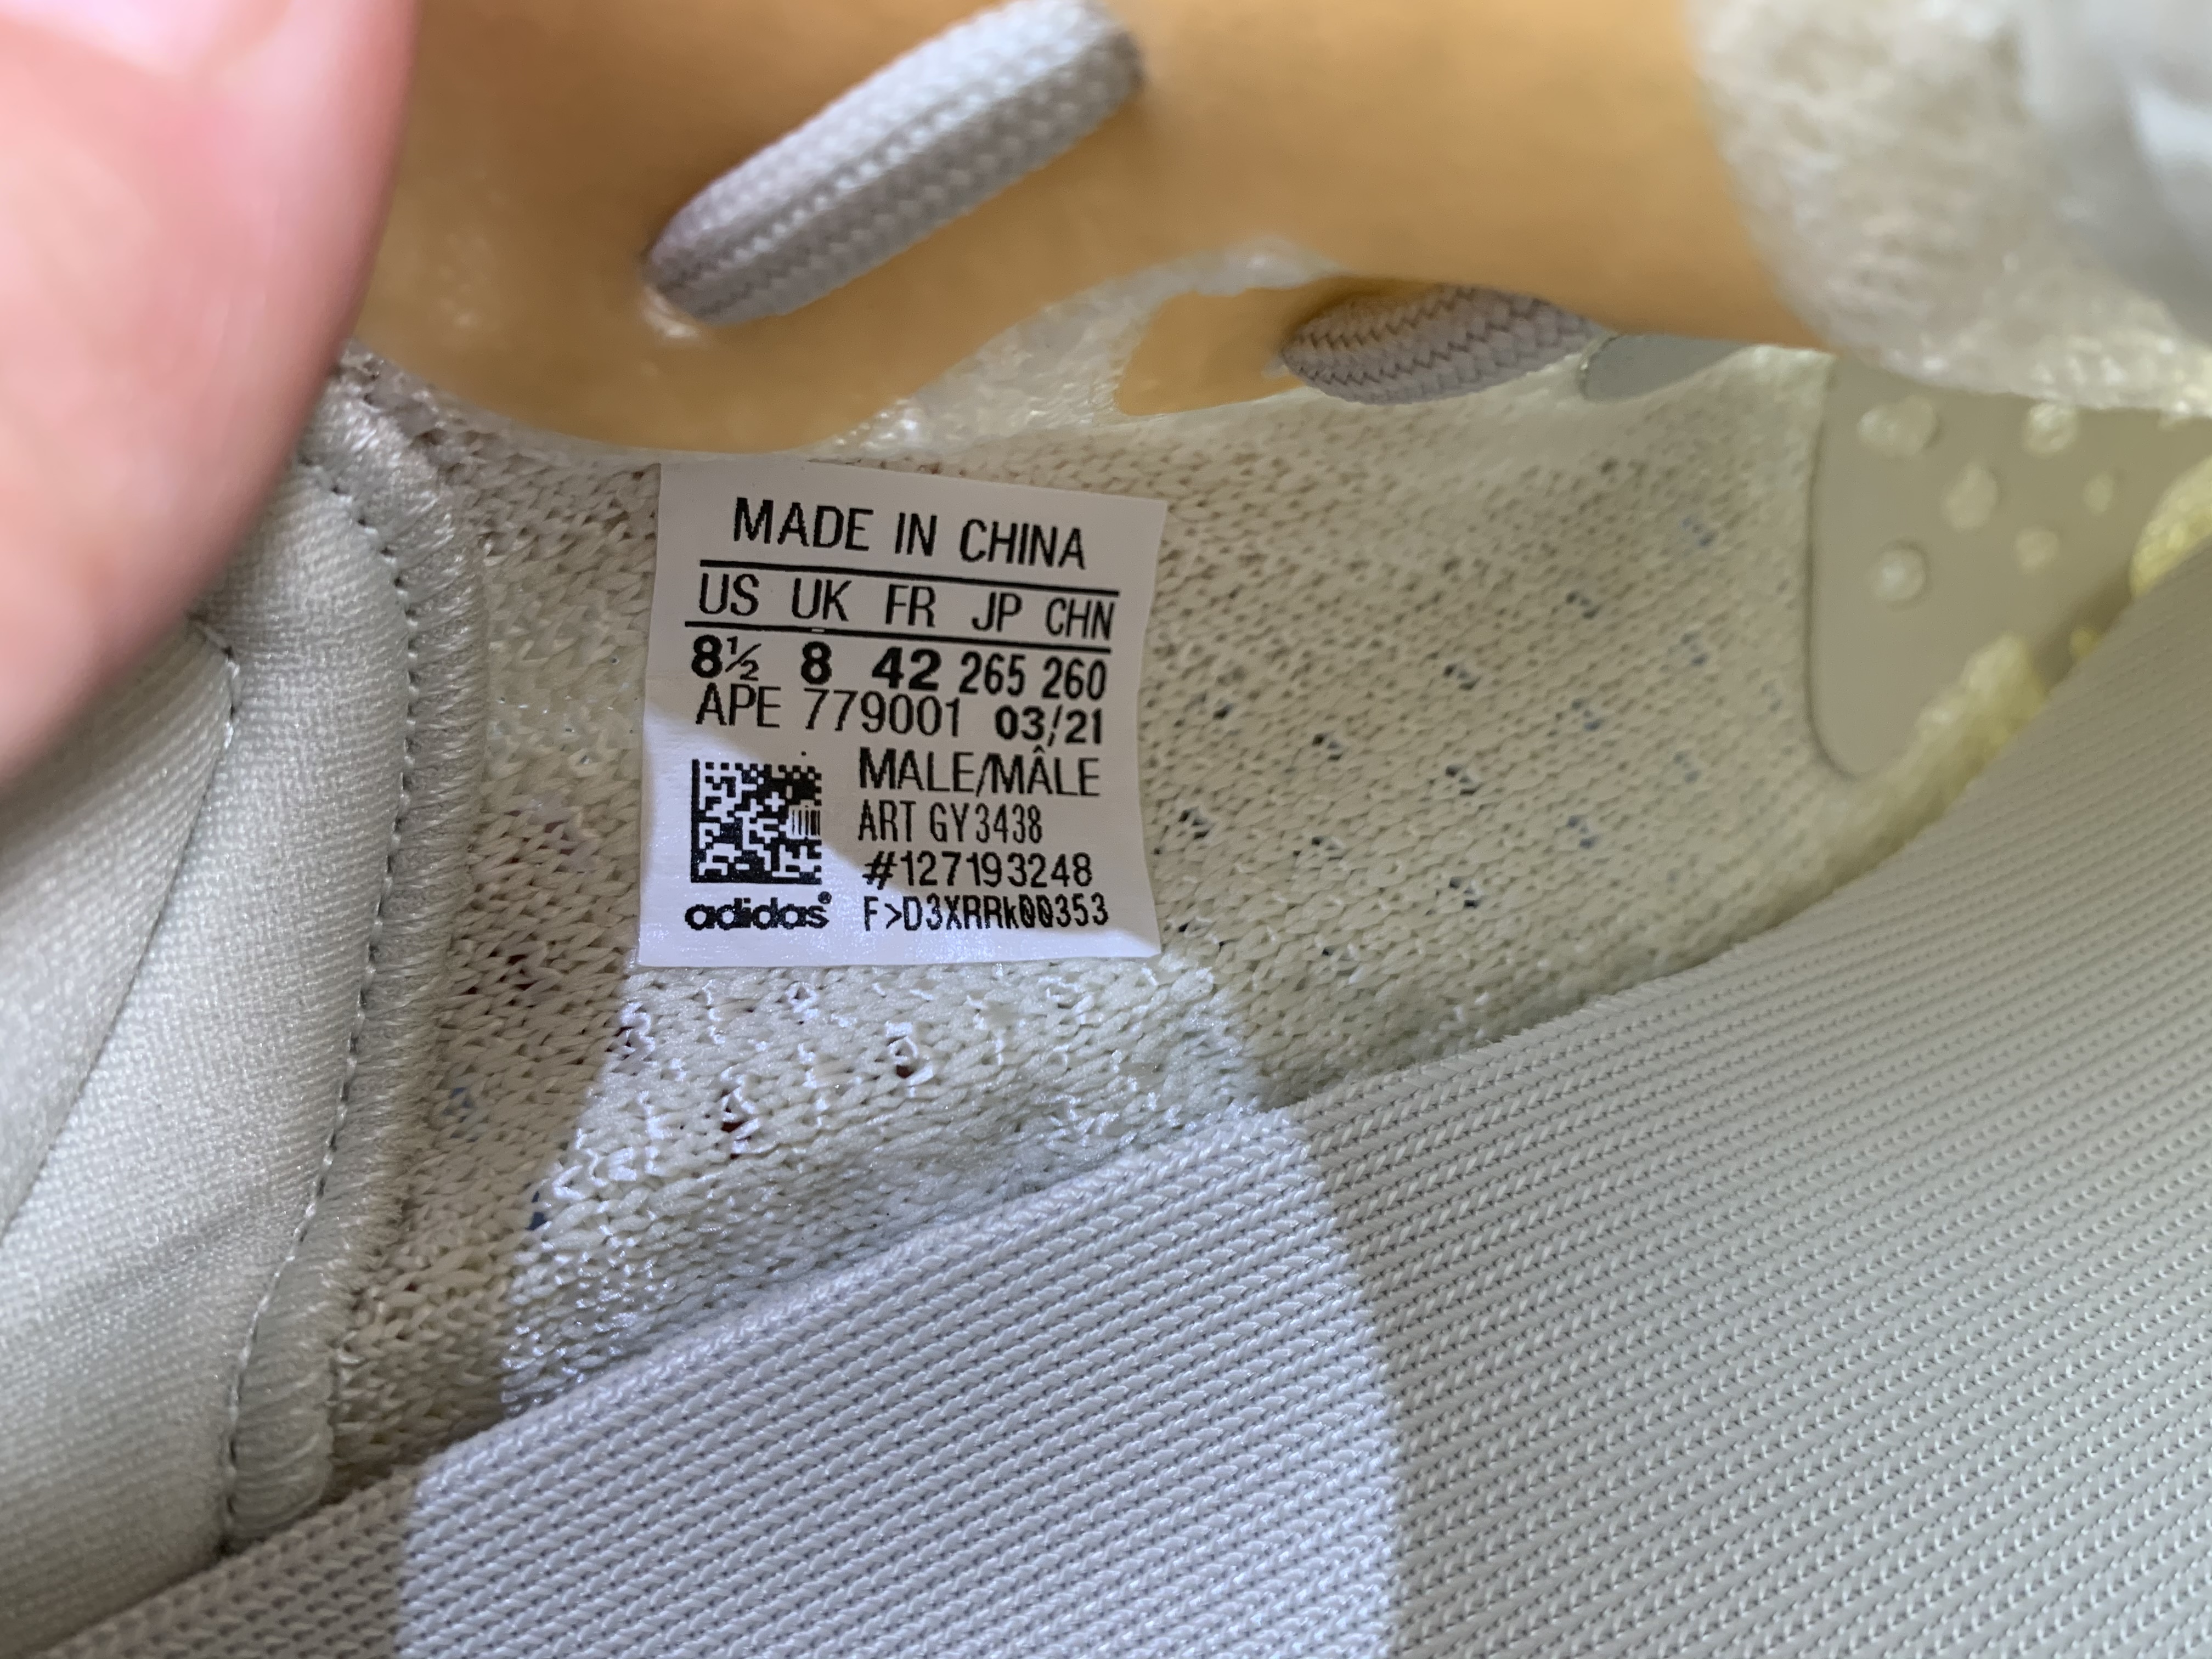 MADE IN CHINA
US UK FR JP CHN
8½ 8 42 265 260
APE 779001 03/21
MALE/MÂLE
ART GY3438
#127193248
adidas® F>D3XRRk00353